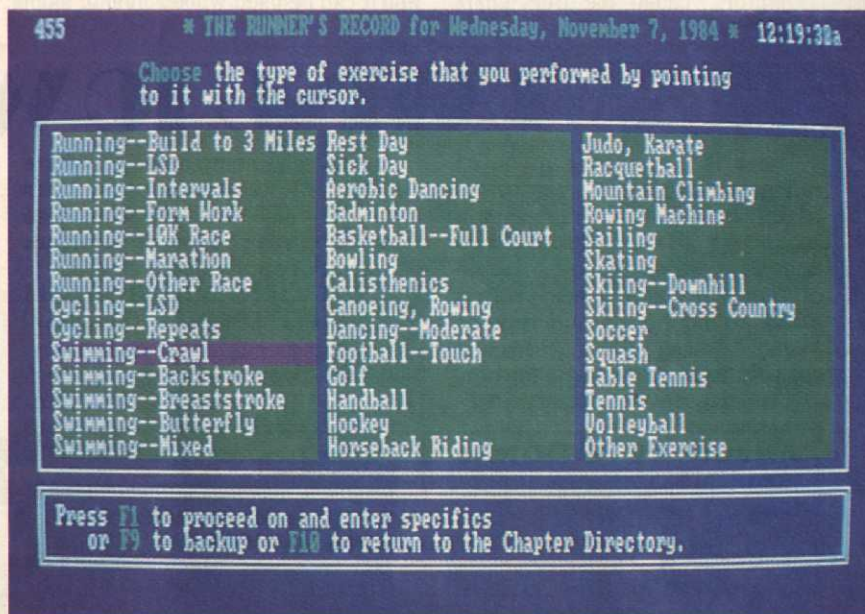 455 * THE RUNNER'S RECORD for Wednesday, November 7, 1984 * 12:19:30a
Choose the type of exercise that you performed by pointing
to it with the cursor.
Running--Build to 3 Miles
Running--LSD
Running--Intervals
Running--Form Work
Running--10K Race
Running--Marathon
Running--Other Race
Cycling--LSD
Cycling--Repeats
Swimming--Crawl
Swimming--Backstroke
Swimming--Breaststroke
Swimming--Butterfly
Swimming--Mixed
Rest Day
Sick Day
Aerobic Dancing
Badminton
Basketball--Full Court
Bowling
Calisthenics
Canoeing, Rowing
Dancing--Moderate
Football--Touch
Golf
Handball
Hockey
Horseback Riding
Judo, Karate
Racquetball
Mountain Climbing
Rowing Machine
Sailing
Skating
Skiing--Downhill
Skiing--Cross Country
Soccer
Squash
Table Tennis
Tennis
Volleyball
Other Exercise
Press F1 to proceed on and enter specifics
or F9 to backup or F10 to return to the Chapter Directory.